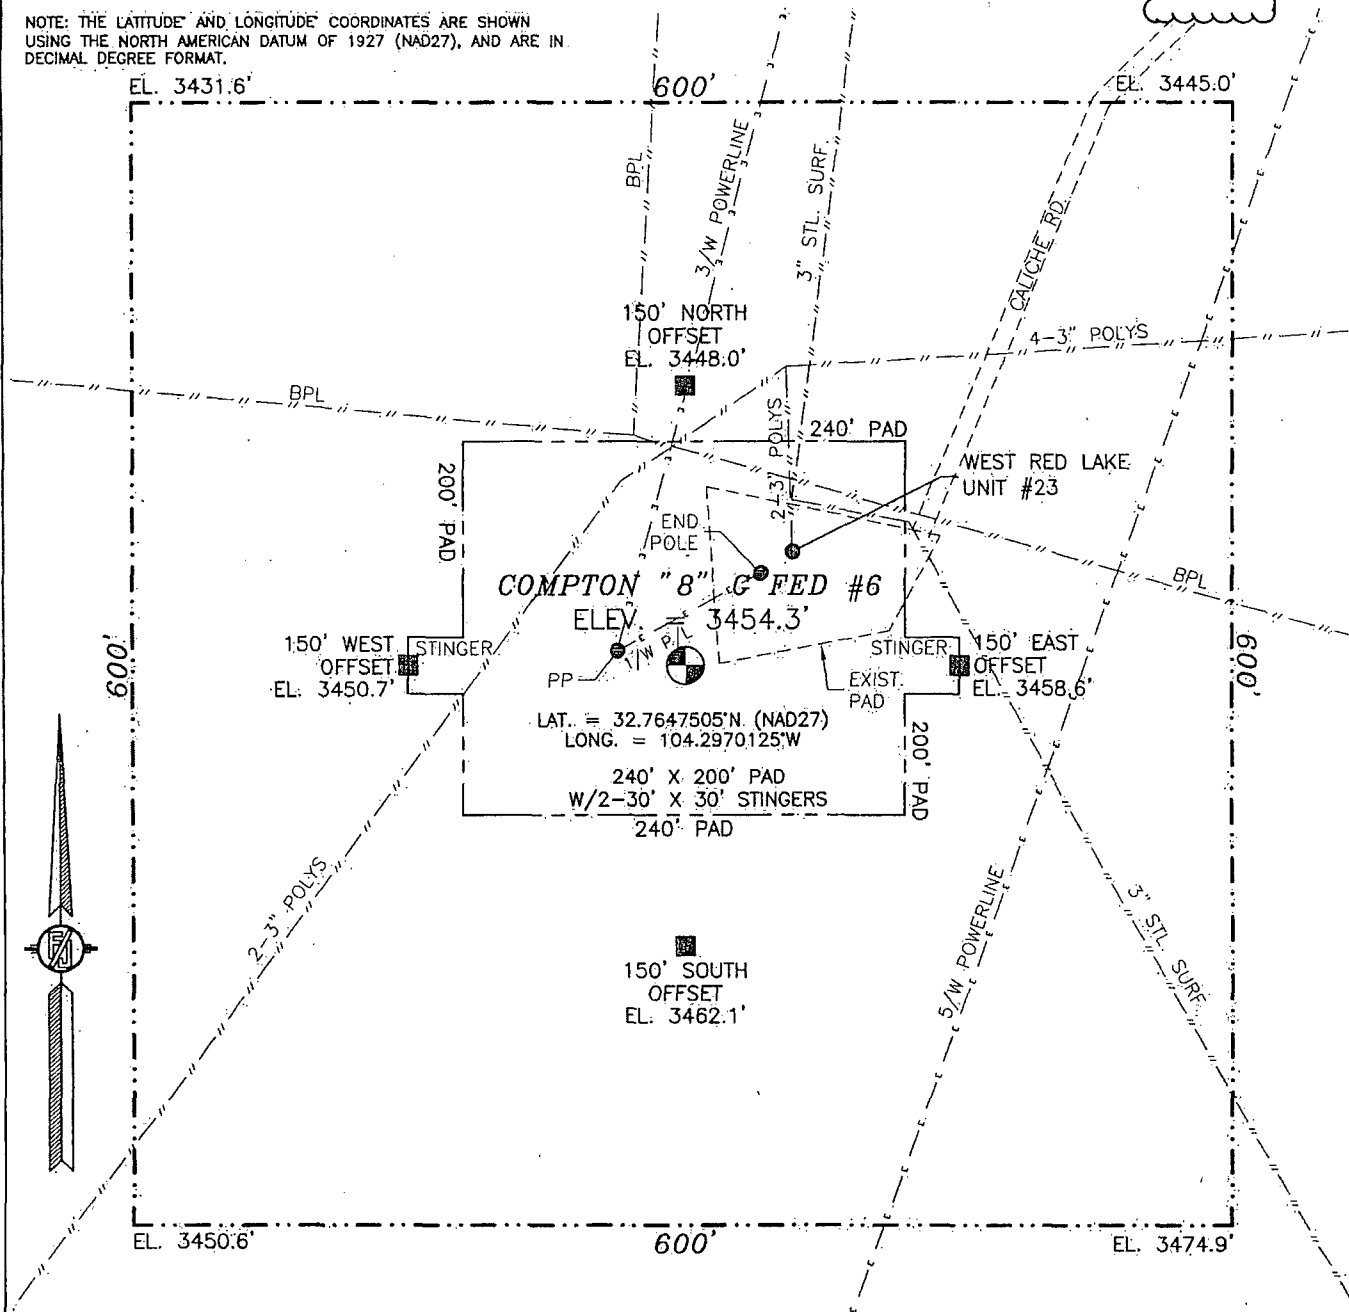 NOTE: THE LATITUDE AND LONGITUDE COORDINATES ARE SHOWN
USING THE NORTH AMERICAN DATUM OF 1927 (NAD27), AND ARE IN
DECIMAL DEGREE FORMAT.
EL. 3431.6'
600'
EL. 3445.0'
BPL
3/W POWERLINE
3" STL. SURF.
CALICHE RD.
150' NORTH
OFFSET
EL. 3448.0'
4-3" POLYS
BPL
2-3" POLYS
240' PAD
200' PAD
WEST RED LAKE
UNIT #23
END
POLE
COMPTON "8" G FED #6
ELEV. = 3454.3'
BPL
600'
150' WEST
OFFSET
EL. 3450.7'
STINGER
1/W P/L
PP
STINGER
150' EAST
OFFSET
EL. 3458.6'
600'
EXIST.
PAD
LAT. = 32.7647505°N (NAD27)
LONG. = 104.2970125°W
240' X 200' PAD
W/2-30' X 30' STINGERS
240' PAD
200' PAD
2-3" POLYS
5/W POWERLINE
3" STL. SURF.
150' SOUTH
OFFSET
EL. 3462.1'
EL. 3450.6'
600'
EL. 3474.9'